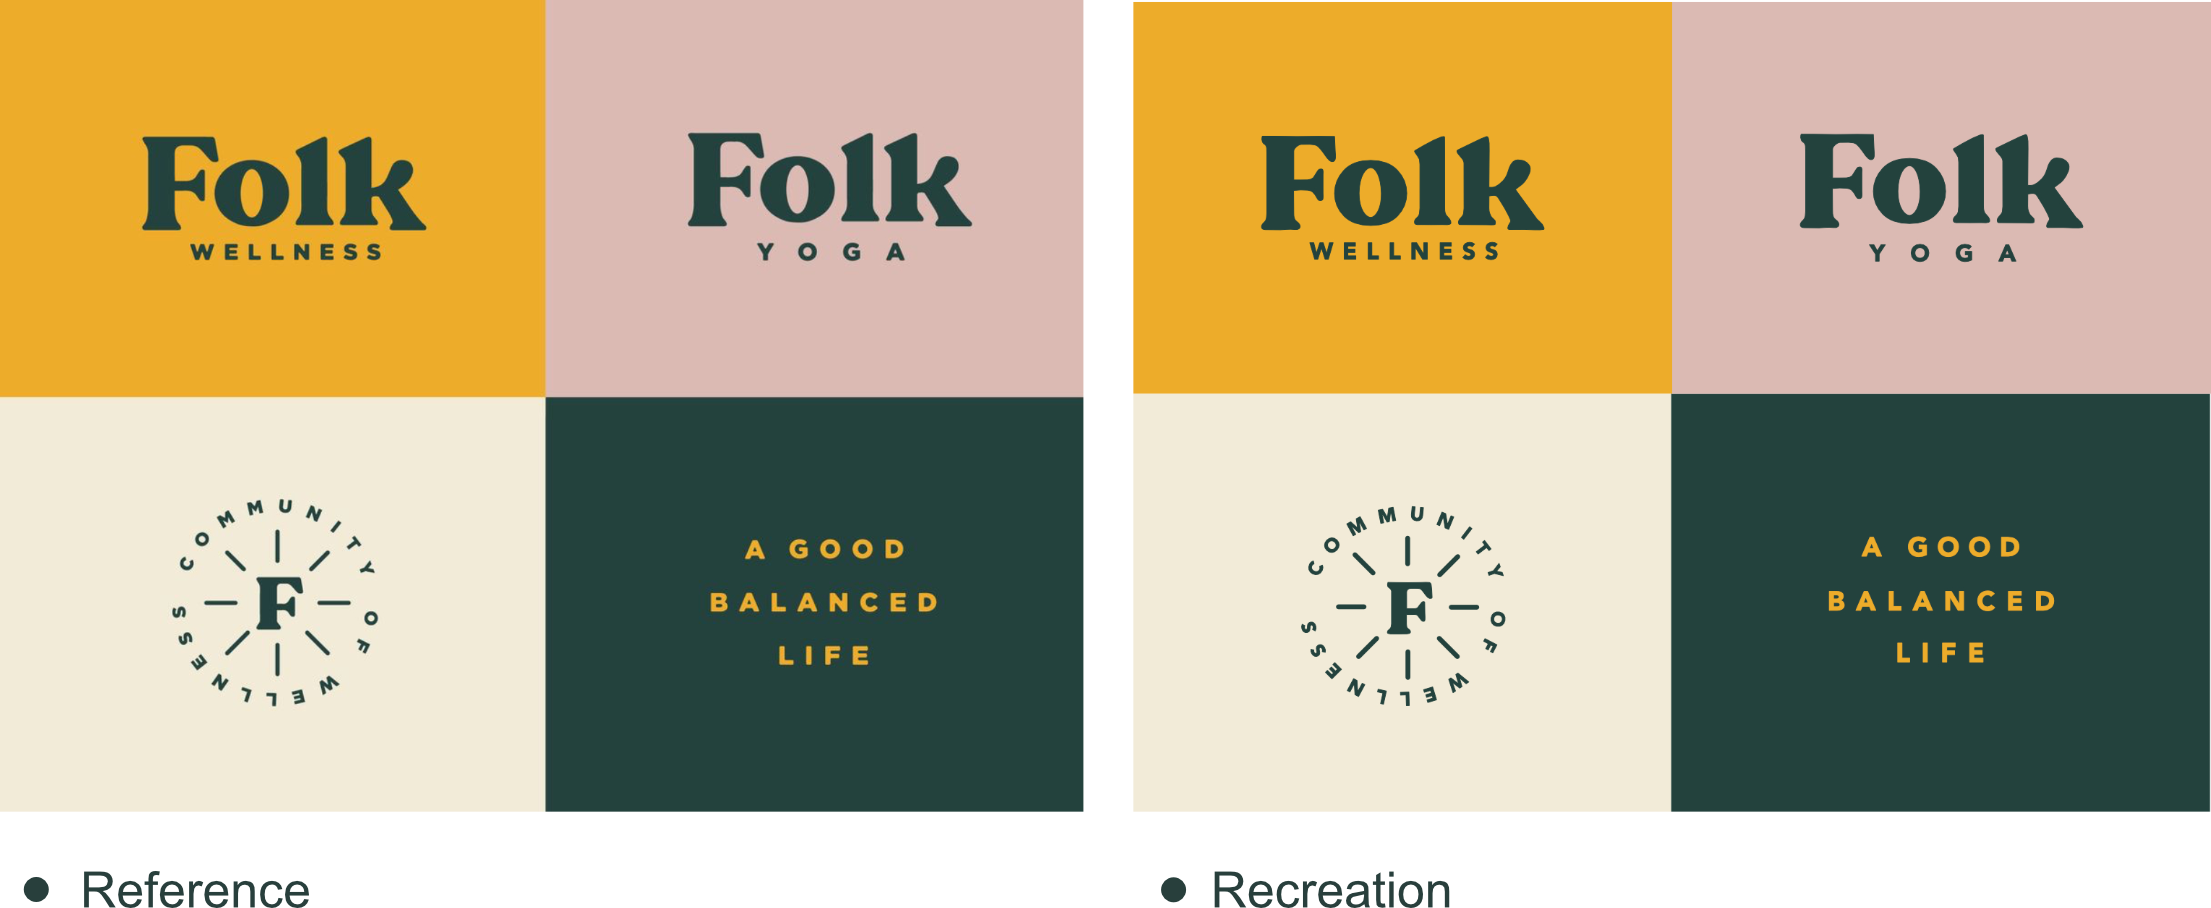 Folk
WELLNESS
Folk
YOGA
COMMUNITY OF WELLNESS
F
A GOOD
BALANCED
LIFE
Reference
Folk
WELLNESS
Folk
YOGA
COMMUNITY OF WELLNESS
F
A GOOD
BALANCED
LIFE
Recreation